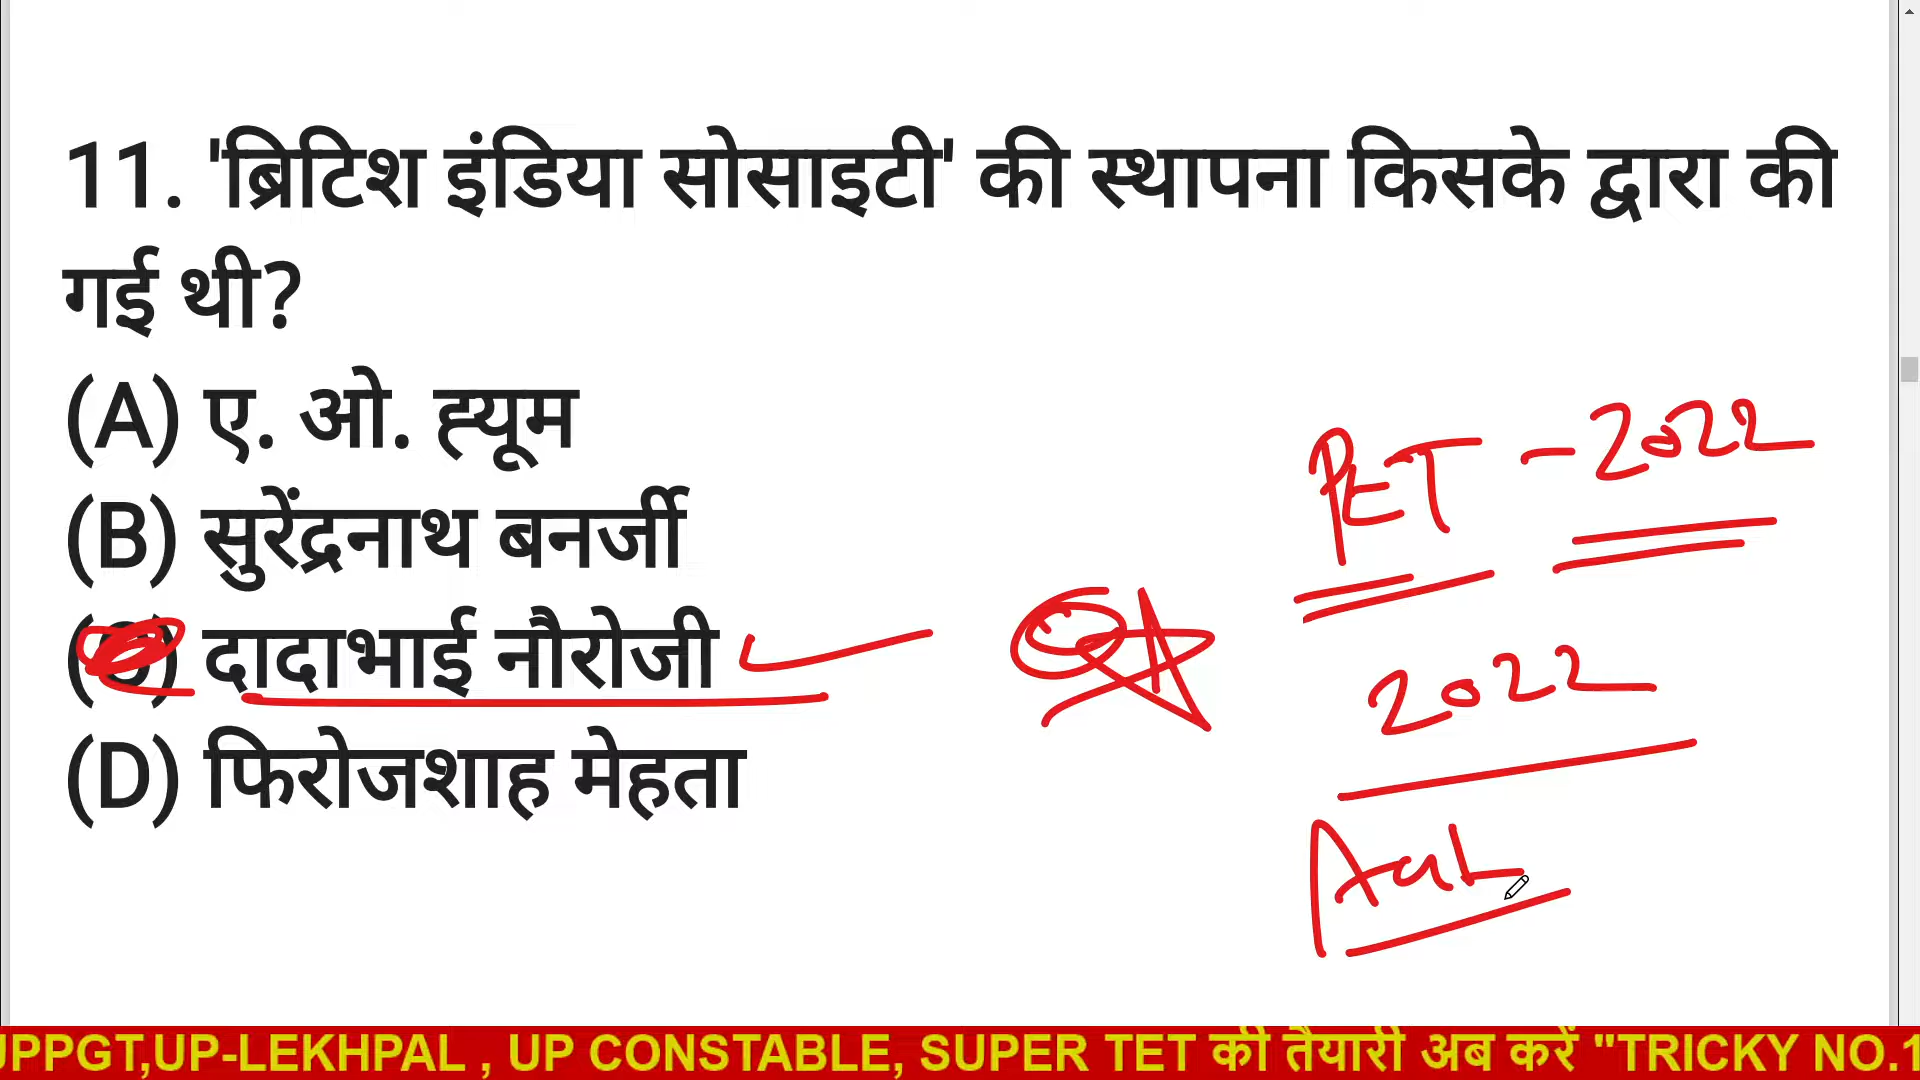 11. 'ब्रिटिश इंडिया सोसाइटी' की स्थापना किसके द्वारा की
गई थी?
(A) ए. ओ. ह्यूम
(B) सुरेंद्रनाथ बनर्जी
(C) दादाभाई नौरोजी
(D) फिरोजशाह मेहता
PET - 2022
2022
JPPGT,UP-LEKHPAL , UP CONSTABLE, SUPER TET की तैयारी अब करें "TRICKY NO.1